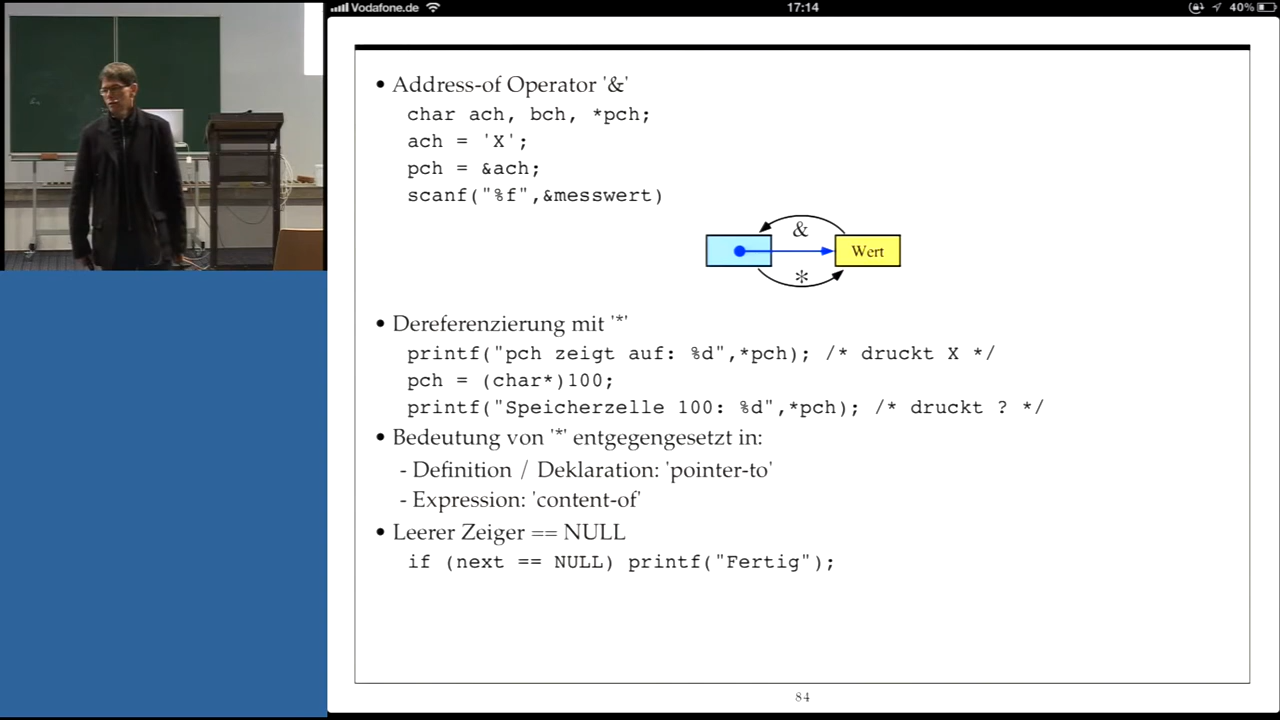 Vodafone.de 17:14 40%
• Address-of Operator '&'
char ach, bch, *pch;
ach = 'X';
pch = &ach;
scanf("%f",&messwert)
&
Wert
*
• Dereferenzierung mit '*'
printf("pch zeigt auf: %d",*pch); /* druckt X */
pch = (char*)100;
printf("Speicherzelle 100: %d",*pch); /* druckt ? */
• Bedeutung von '*' entgegengesetzt in:
- Definition / Deklaration: 'pointer-to'
- Expression: 'content-of'
• Leerer Zeiger == NULL
if (next == NULL) printf("Fertig");
84